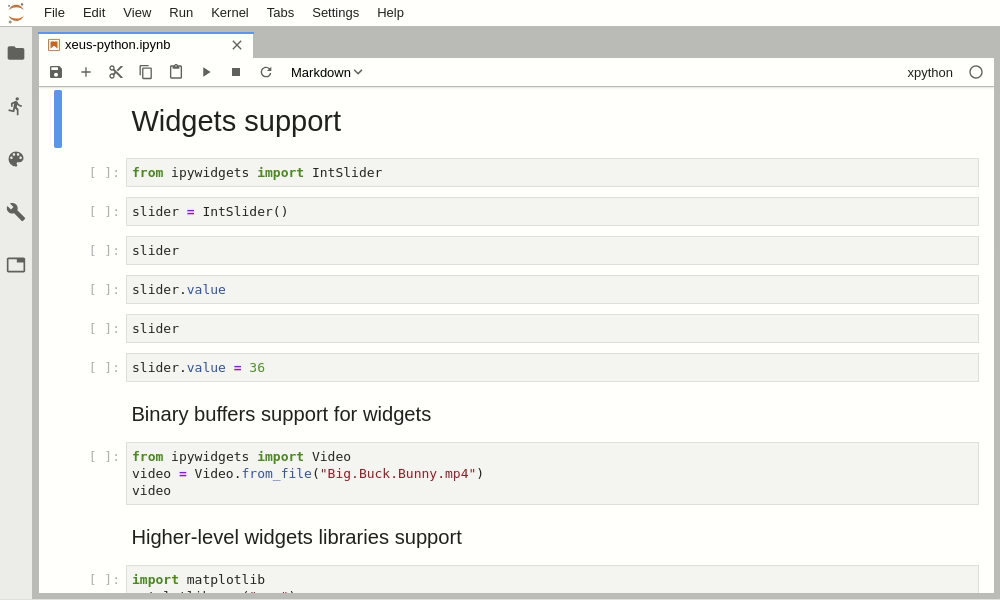 File Edit View Run Kernel Tabs Settings Help
xeus-python.ipynb
Markdown xpython
Widgets support
[ ]: from ipywidgets import IntSlider
[ ]: slider = IntSlider()
[ ]: slider
[ ]: slider.value
[ ]: slider
[ ]: slider.value = 36
Binary buffers support for widgets
[ ]: from ipywidgets import Video
video = Video.from_file("Big.Buck.Bunny.mp4")
video
Higher-level widgets libraries support
[ ]: import matplotlib